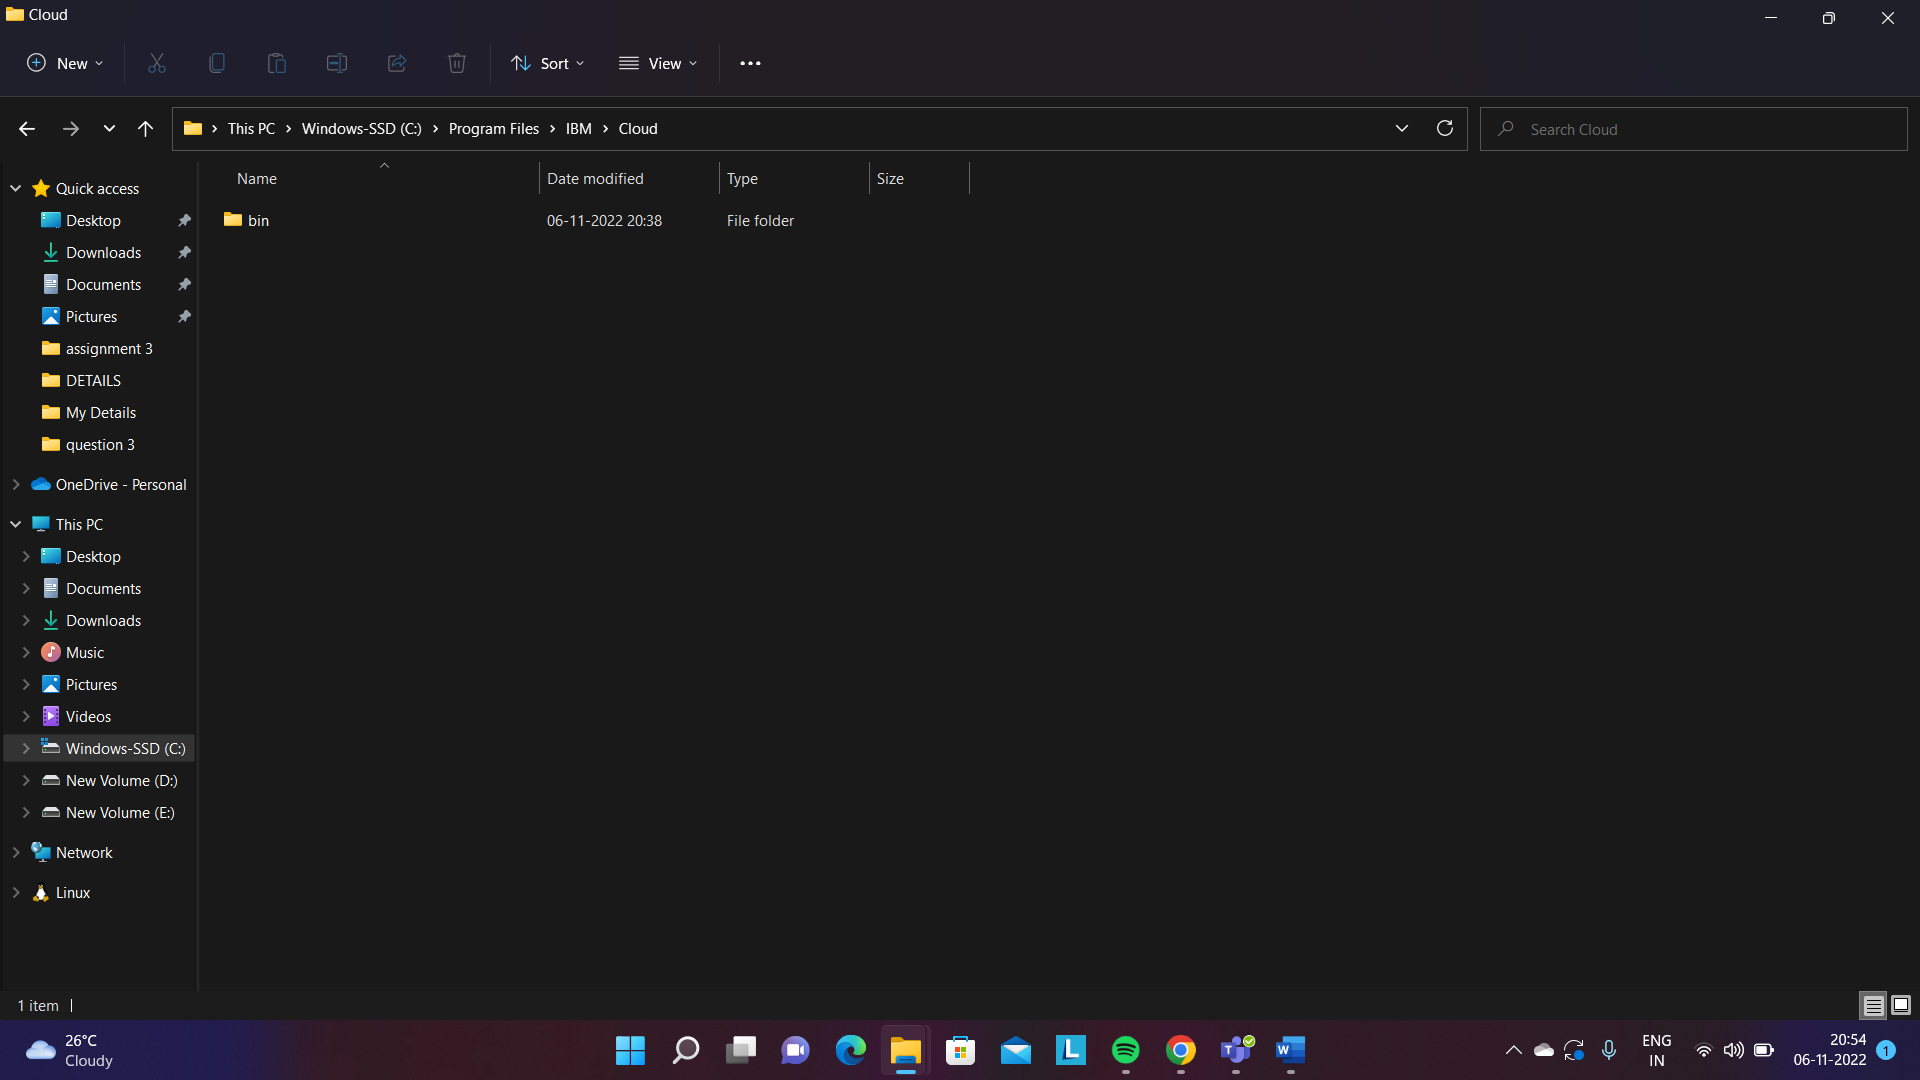 Cloud
New
Sort
View
This PC > Windows-SSD (C:) > Program Files > IBM > Cloud
Search Cloud
Name Date modified Type Size
bin 06-11-2022 20:38 File folder
Quick access
Desktop
Downloads
Documents
Pictures
assignment 3
DETAILS
My Details
question 3
OneDrive - Personal
This PC
Desktop
Documents
Downloads
Music
Pictures
Videos
Windows-SSD (C:)
New Volume (D:)
New Volume (E:)
Network
Linux
1 item
26°C
Cloudy
ENG
IN
20:54
06-11-2022
1